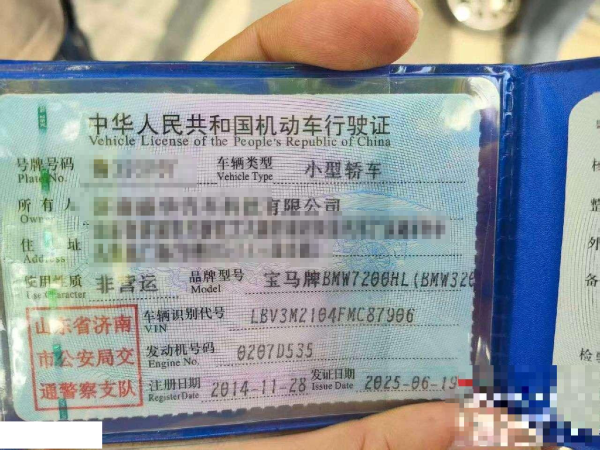 中华人民共和国机动车行驶证
Vehicle License of the People's Republic of China
号牌号码 车辆类型 小型轿车
Plate No. Vehicle Type
所有人 有限公司
Owner
住址
Address
使用性质 非营运 品牌型号 宝马牌BMW7200HL(BMW320
Use Character Model
山东省济南
市公安局交
通警察支队
车辆识别代号 LBV3M2104FMC87906
VIN
发动机号码 0207D535
Engine No.
注册日期 2014-11-28 发证日期 2025-06-19
Register Date Issue Date
检
整
外
备
检验